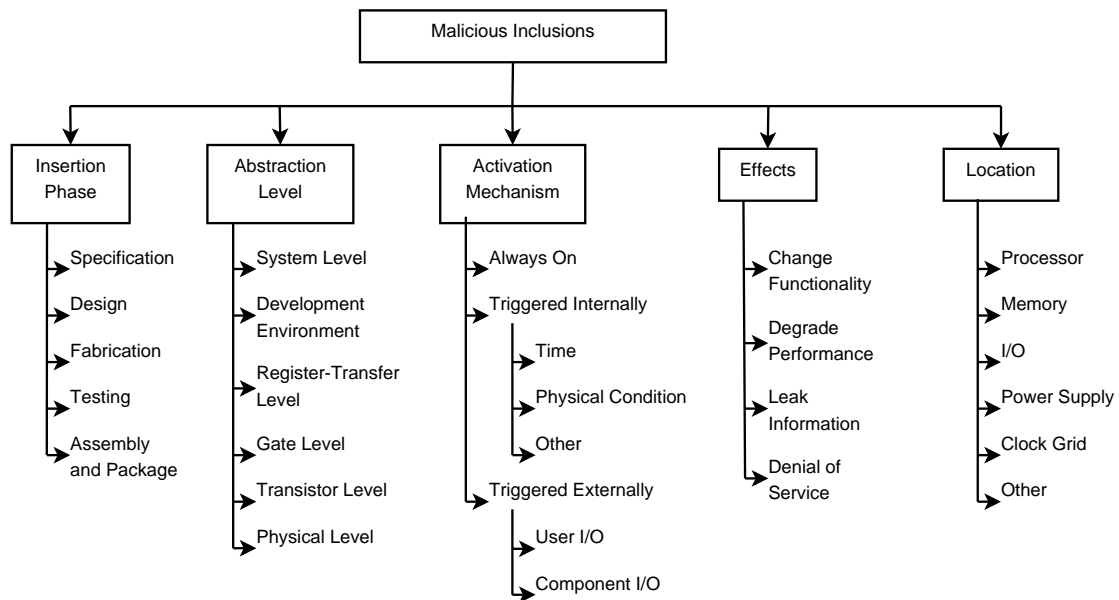 Malicious Inclusions
Insertion
Phase
Specification
Design
Fabrication
Testing
Assembly
and Package
Abstraction
Level
System Level
Development
Environment
Register-Transfer
Level
Gate Level
Transistor Level
Physical Level
Activation
Mechanism
Always On
Triggered Internally
Time
Physical Condition
Other
Triggered Externally
User I/O
Component I/O
Effects
Change
Functionality
Degrade
Performance
Leak
Information
Denial of
Service
Location
Processor
Memory
I/O
Power Supply
Clock Grid
Other